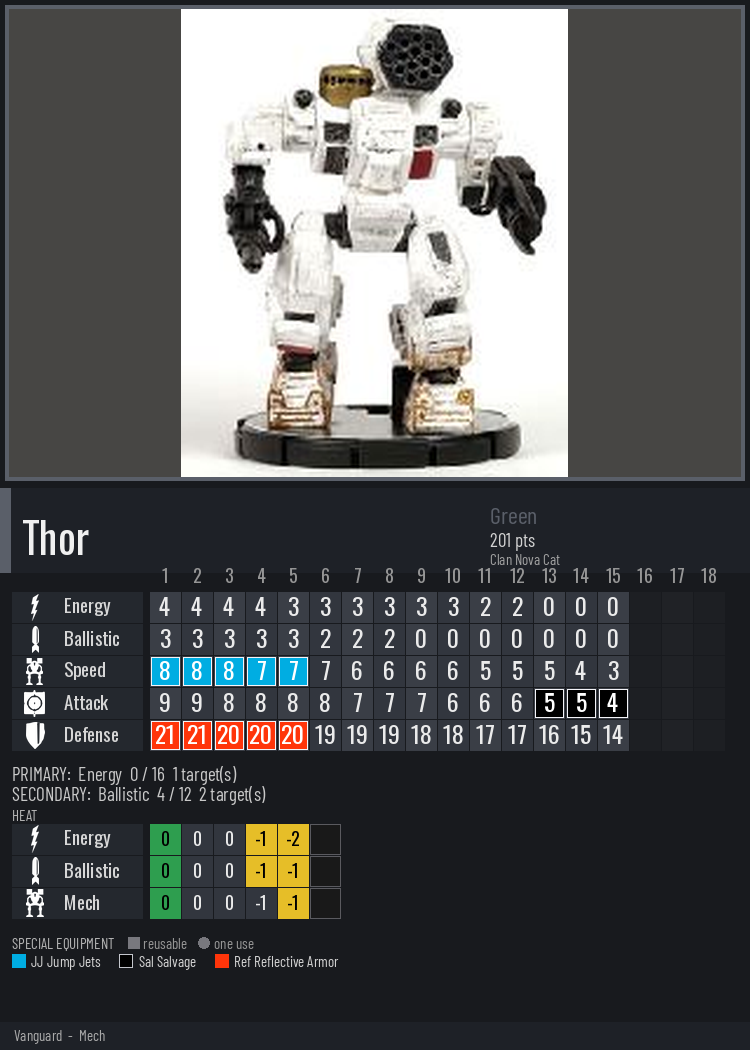 Thor
Green
201 pts
Clan Nova Cat
1 2 3 4 5 6 7 8 9 10 11 12 13 14 15 16 17 18
Energy 4 4 4 4 3 3 3 3 3 3 2 2 0 0 0
Ballistic 3 3 3 3 3 2 2 2 0 0 0 0 0 0 0
Speed 8 8 8 7 7 7 6 6 6 6 5 5 5 4 3
Attack 9 9 8 8 8 8 7 7 7 6 6 6 5 5 4
Defense 21 21 20 20 20 19 19 19 18 18 17 17 16 15 14
PRIMARY: Energy 0 / 16 1 target(s)
SECONDARY: Ballistic 4 / 12 2 target(s)
HEAT
Energy 0 0 0 -1 -2
Ballistic 0 0 0 -1 -1
Mech 0 0 0 -1 -1
SPECIAL EQUIPMENT reusable one use
JJ Jump Jets Sal Salvage Ref Reflective Armor
Vanguard - Mech